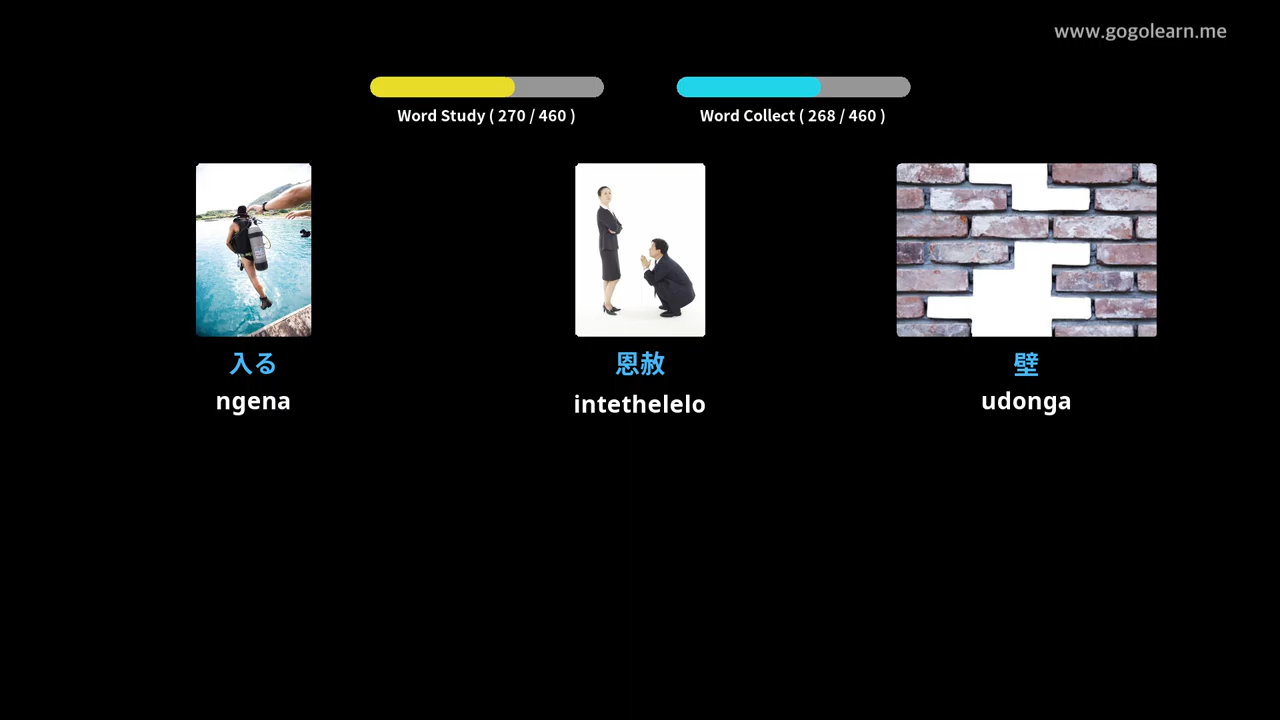 www.gogolearn.me
Word Study ( 270 / 460 )
Word Collect ( 268 / 460 )
入る
ngena
恩赦
intethelelo
壁
udonga